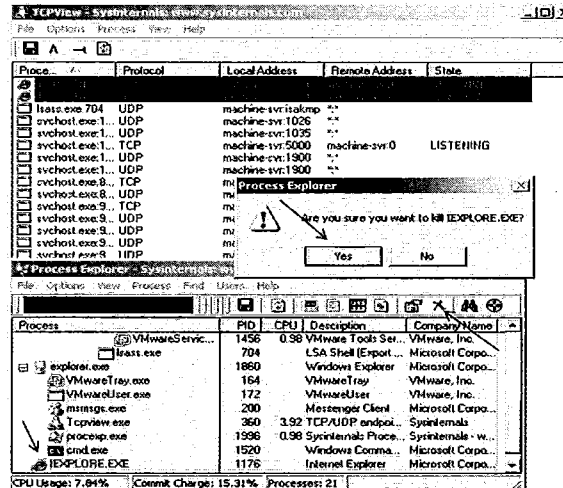 TCPView - Sysinternals: www.sysinternals.com
File Options Process View Help
A
Proce... Protocol Local Address Remote Address State
lsass.exe:704 UDP machine-svr:isakmp *:*
svchost.exe:1... UDP machine-svr:1026 *:*
svchost.exe:1... UDP machine-svr:1035 *:*
svchost.exe:1... TCP machine-svr:5000 machine-svr:0 LISTENING
svchost.exe:1... UDP machine-svr:1900 *:*
svchost.exe:1... UDP machine-svr:1900 *:*
svchost.exe:8... TCP
svchost.exe:8... UDP
svchost.exe:9... TCP
svchost.exe:9... UDP
svchost.exe:9... UDP
svchost.exe:9... UDP
svchost.exe:9... UDP
Process Explorer
Are you sure you want to kill IEXPLORE.EXE?
Yes No
Process Explorer - Sysinternals:
File Options View Process Find Users Help
Process PID CPU Description Company Name
VMwareServic... 1456 0.98 VMware Tools Ser... VMware, Inc.
lsass.exe 704 LSA Shell (Export ... Microsoft Corpo...
explorer.exe 1860 Windows Explorer Microsoft Corpo...
VMwareTray.exe 164 VMwareTray VMware, Inc.
VMwareUser.exe 172 VMwareUser VMware, Inc.
msmsgs.exe 200 Messenger Client Microsoft Corpo...
Tcpview.exe 360 3.92 TCP/UDP endpoi... Sysinternals
procexp.exe 1996 0.98 Sysinternals Proce... Sysinternals - w...
cmd.exe 1520 Windows Comma... Microsoft Corpo...
IEXPLORE.EXE 1176 Internet Explorer Microsoft Corpo...
CPU Usage: 7.84% Commit Charge: 15.31% Processes: 21